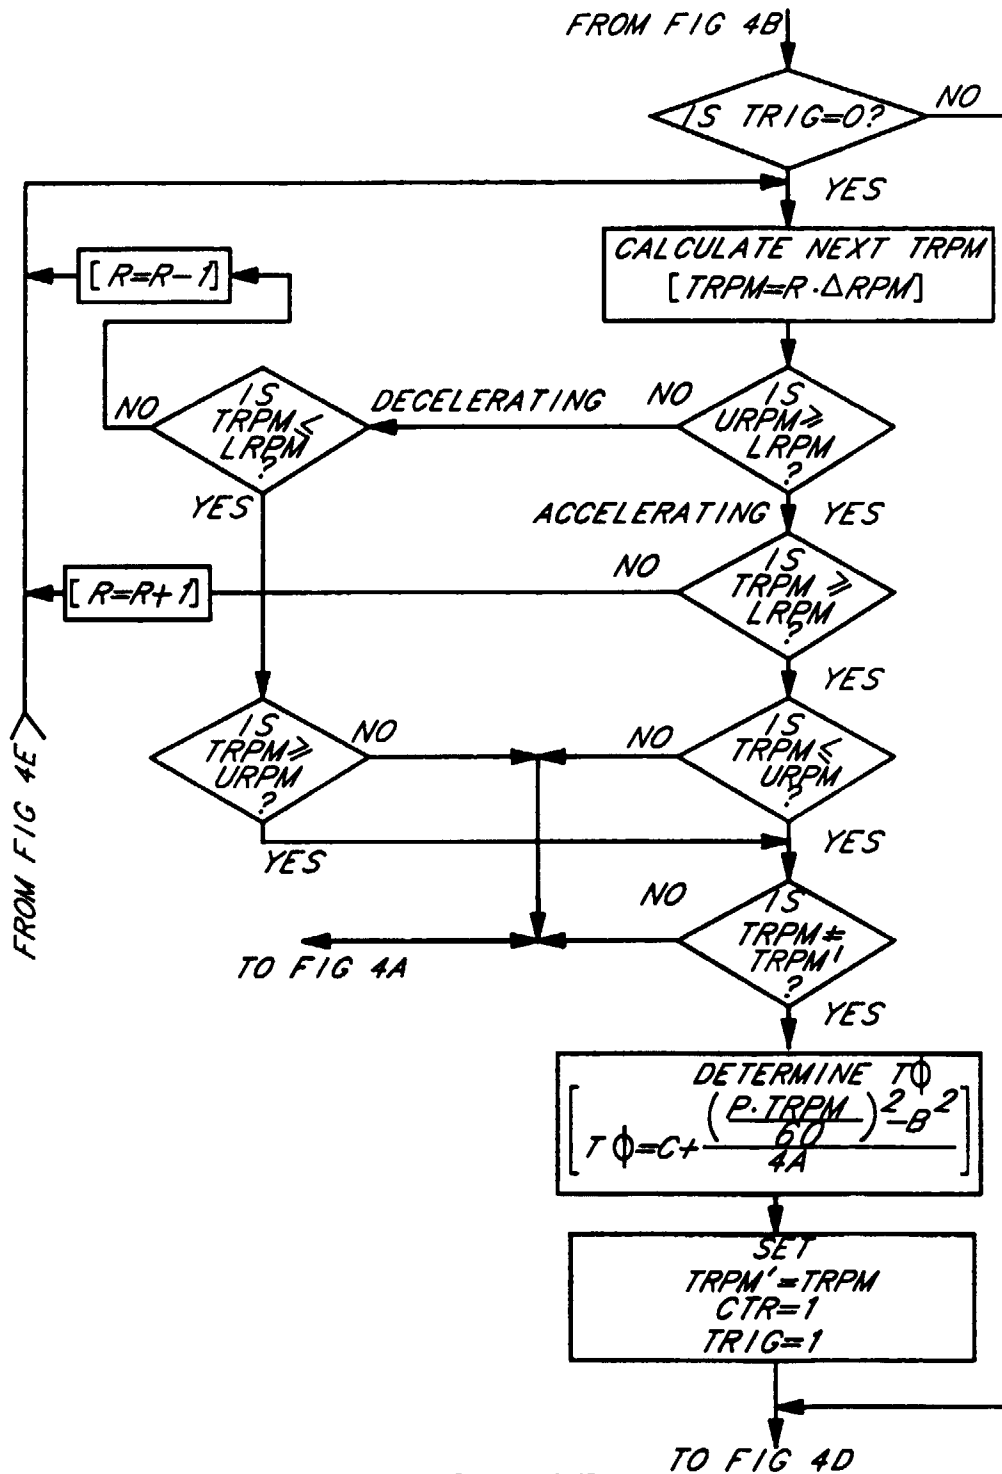 FROM FIG 4B
IS TRIG=0?
NO
YES
CALCULATE NEXT TRPM
[TRPM=R·ΔRPM]
[R=R-1]
IS
TRPM≤
LRPM
?
NO
YES
DECELERATING
NO
IS
URPM≥
LRPM
?
ACCELERATING
YES
[R=R+1]
NO
IS
TRPM ≥
LRPM
?
YES
FROM FIG 4E
IS
TRPM≥
URPM
?
NO
YES
NO
IS
TRPM≤
URPM
?
YES
TO FIG 4A
NO
IS
TRPM≠
TRPM'
?
YES
DETERMINE Tϕ
[Tϕ=C+((P·TRPM/60)²-B²)/4A]
SET
TRPM'=TRPM
CTR=1
TRIG=1
TO FIG 4D